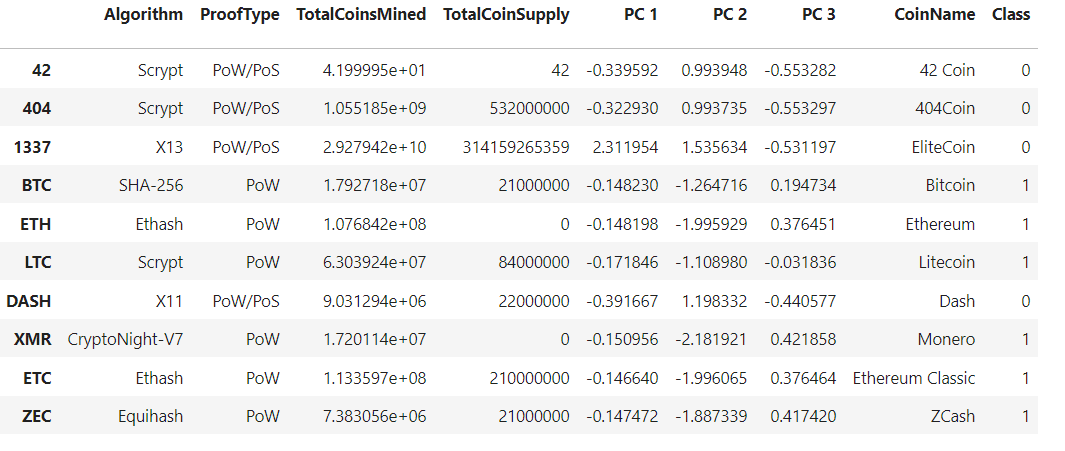 Algorithm ProofType TotalCoinsMined TotalCoinSupply PC 1 PC 2 PC 3 CoinName Class
42 Scrypt PoW/PoS 4.199995e+01 42 -0.339592 0.993948 -0.553282 42 Coin 0
404 Scrypt PoW/PoS 1.055185e+09 532000000 -0.322930 0.993735 -0.553297 404Coin 0
1337 X13 PoW/PoS 2.927942e+10 314159265359 2.311954 1.535634 -0.531197 EliteCoin 0
BTC SHA-256 PoW 1.792718e+07 21000000 -0.148230 -1.264716 0.194734 Bitcoin 1
ETH Ethash PoW 1.076842e+08 0 -0.148198 -1.995929 0.376451 Ethereum 1
LTC Scrypt PoW 6.303924e+07 84000000 -0.171846 -1.108980 -0.031836 Litecoin 1
DASH X11 PoW/PoS 9.031294e+06 22000000 -0.391667 1.198332 -0.440577 Dash 0
XMR CryptoNight-V7 PoW 1.720114e+07 0 -0.150956 -2.181921 0.421858 Monero 1
ETC Ethash PoW 1.133597e+08 210000000 -0.146640 -1.996065 0.376464 Ethereum Classic 1
ZEC Equihash PoW 7.383056e+06 21000000 -0.147472 -1.887339 0.417420 ZCash 1